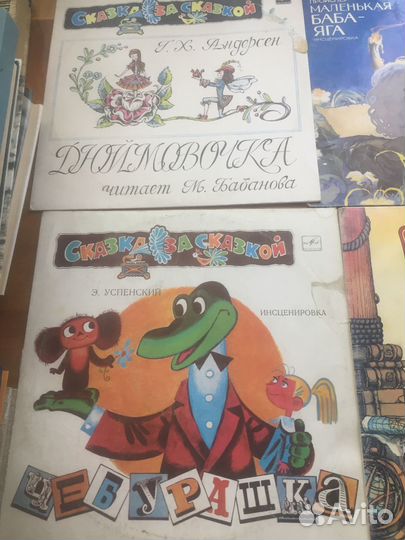 СКАЗКА ЗА СКАЗКОЙ
Г. Х. Андерсен
ДЮЙМОВОЧКА
читает М. Бабанова
МАЛЕНЬКАЯ
БАБА-
ЯГА
ИНСЦЕНИРОВКА
СКАЗКА ЗА СКАЗКОЙ
Э. УСПЕНСКИЙ
ИНСЦЕНИРОВКА
ЧЕБУРАШКА
Avito